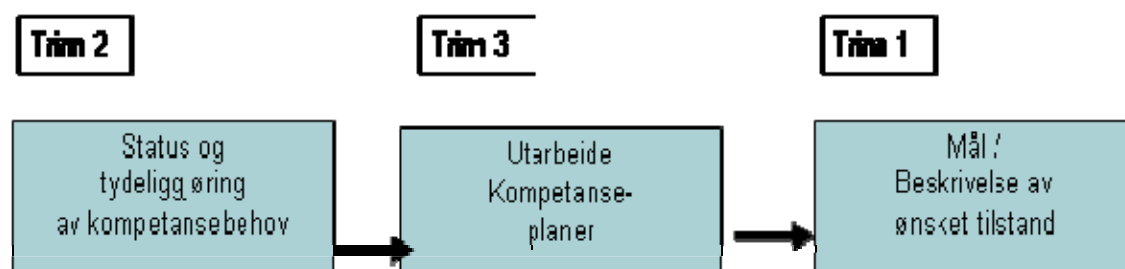 Trinn 2
Trinn 3
Trinn 1
Status og
tydeliggjøring
av kompetansebehov
Utarbeide
Kompetanse-
planer
Mål /
Beskrivelse av
ønsket tilstand